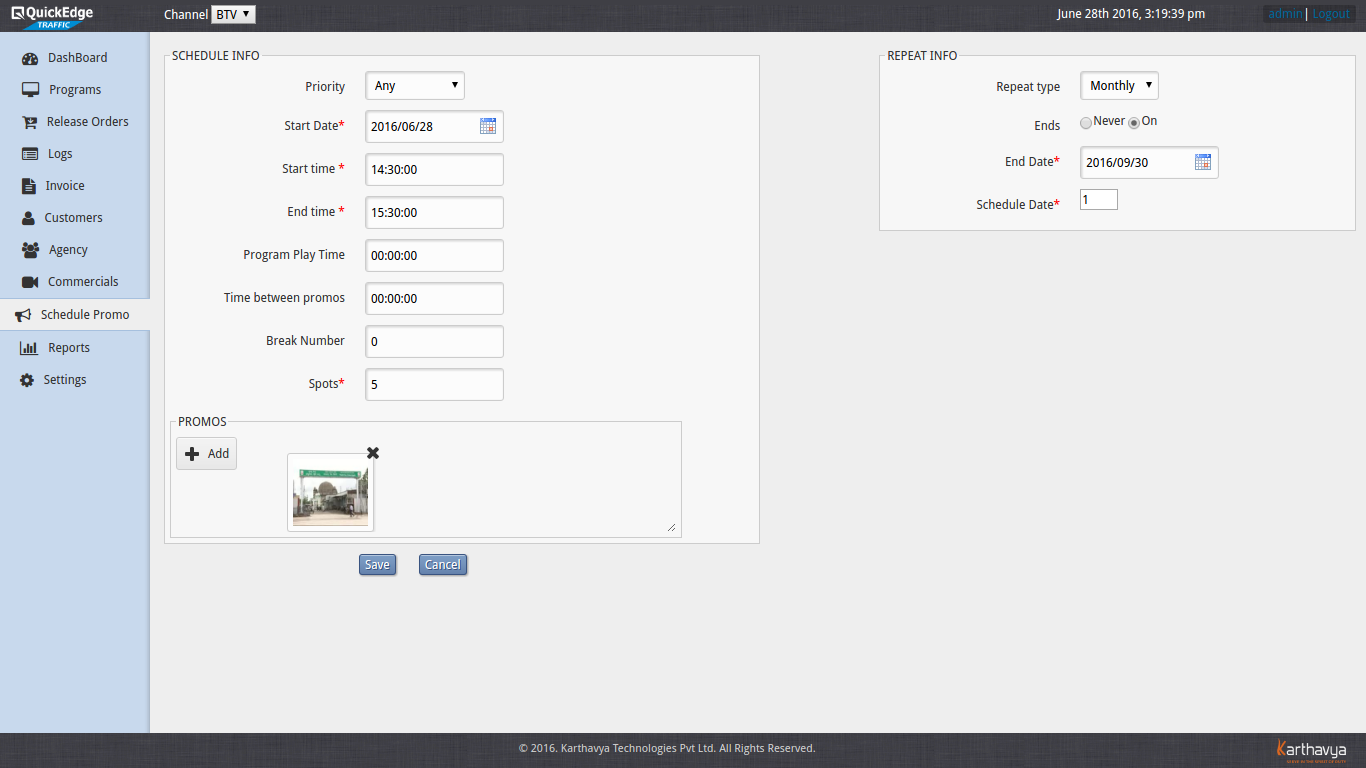 QuickEdge
TRAFFIC
Channel BTV
June 28th 2016, 3:19:39 pm
admin | Logout
DashBoard
Programs
Release Orders
Logs
Invoice
Customers
Agency
Commercials
Schedule Promo
Reports
Settings
SCHEDULE INFO
Priority Any
Start Date* 2016/06/28
Start time * 14:30:00
End time * 15:30:00
Program Play Time 00:00:00
Time between promos 00:00:00
Break Number 0
Spots* 5
PROMOS
Add
Save Cancel
REPEAT INFO
Repeat type Monthly
Ends Never On
End Date* 2016/09/30
Schedule Date* 1
© 2016. Karthavya Technologies Pvt Ltd. All Rights Reserved.
Karthavya